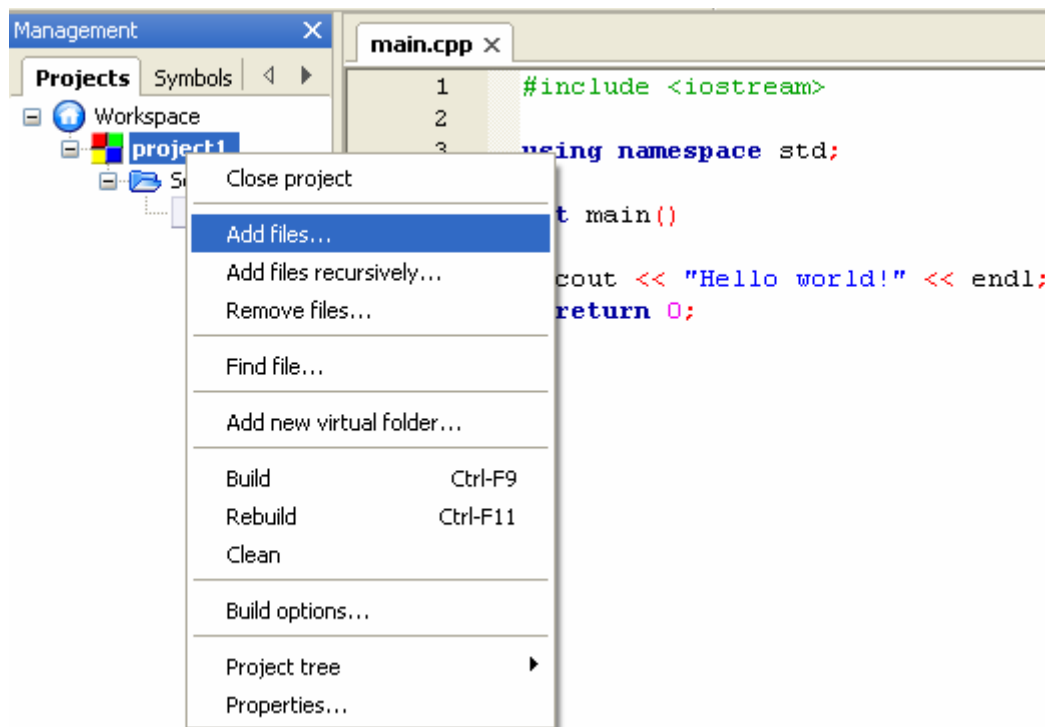 Management
Projects Symbols
Workspace
project1
Close project
Add files...
Add files recursively...
Remove files...
Find file...
Add new virtual folder...
Build Ctrl-F9
Rebuild Ctrl-F11
Clean
Build options...
Project tree
Properties...
main.cpp
1 #include <iostream>
2
3 using namespace std;
t main()
cout << "Hello world!" << endl;
return 0;